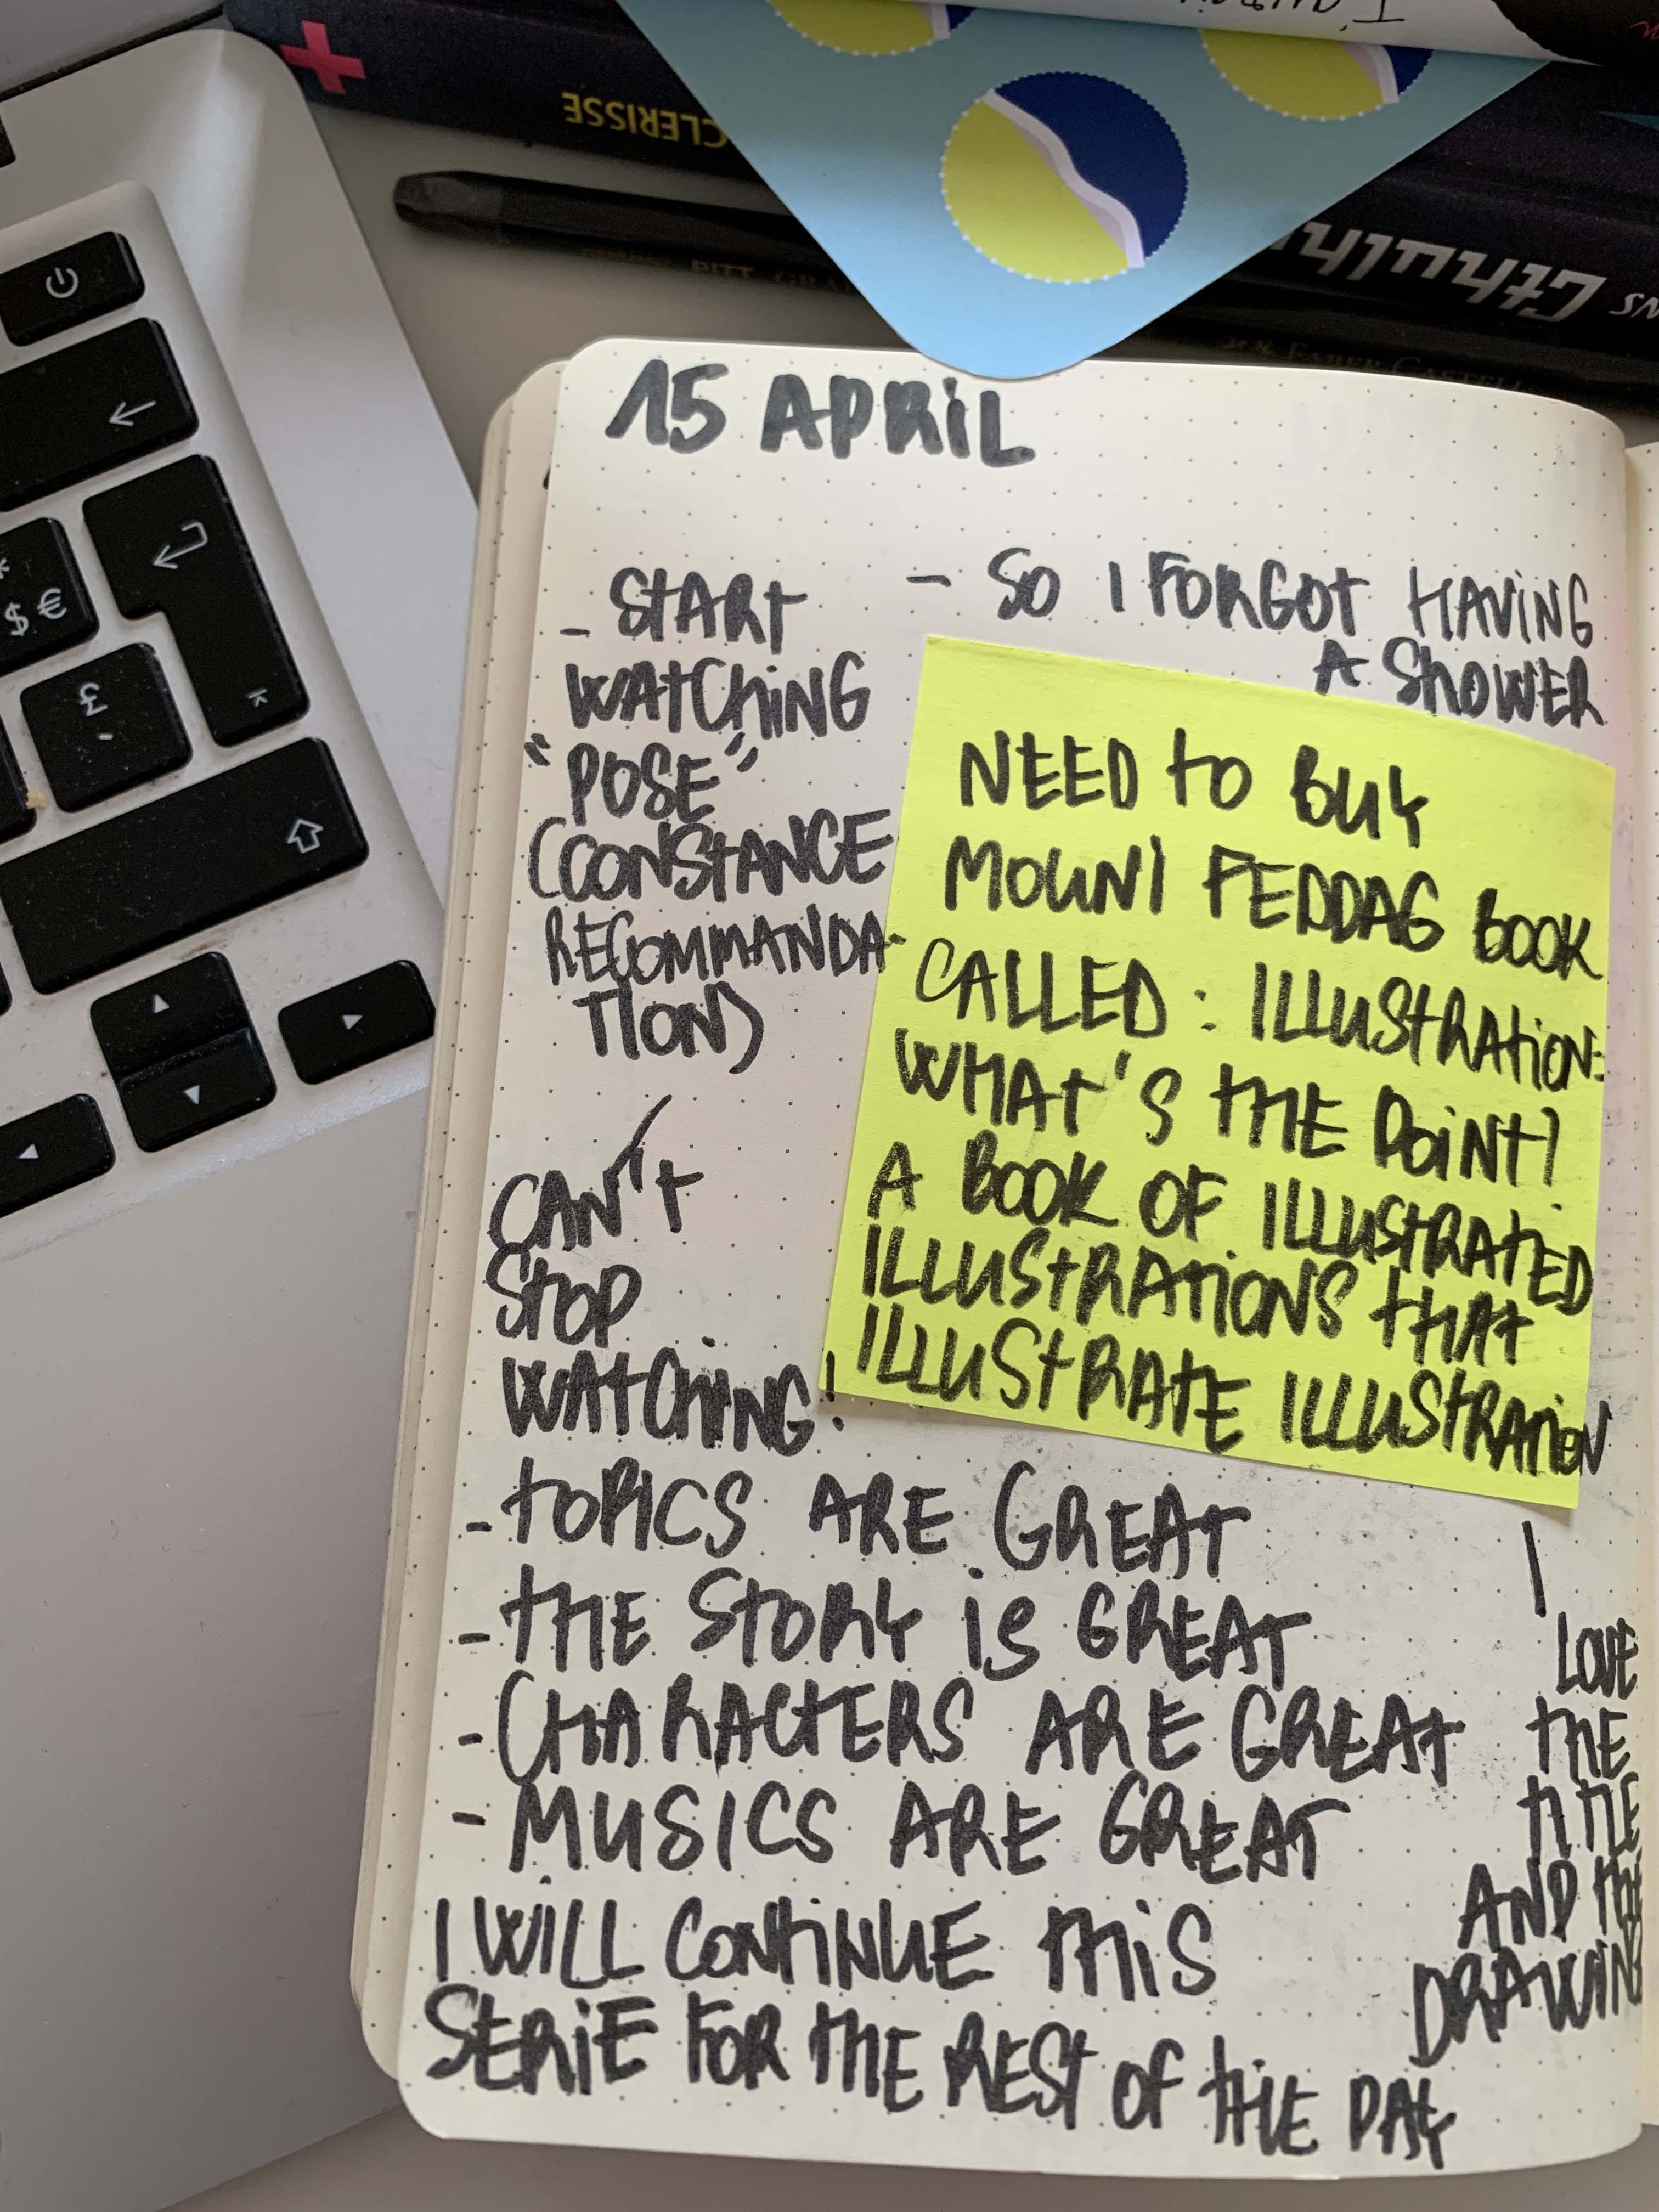 CLERISSE
Cthulh
PITT GRA
FABER-CASTELL
15 APRIL
- START
WATCHING
"POSE"
(CONSTANCE
RECOMMANDA-
TION)
CAN'T
STOP
WATCHING!
- SO I FORGOT HAVING
A SHOWER
NEED TO BUY
MOUNI FEDDAG BOOK
CALLED: ILLUSTRATION:
WHAT'S THE POINT?
A BOOK OF ILLUSTRATED
ILLUSTRATIONS THAT
ILLUSTRATE ILLUSTRATION
LOVE
THE
TITLE
AND THE
DRAWING
- TOPICS ARE GREAT
- THE STORY IS GREAT
- CHARACTERS ARE GREAT
- MUSICS ARE GREAT
I WILL CONTINUE THIS
SERIE FOR THE REST OF THE DAY
$ €
£